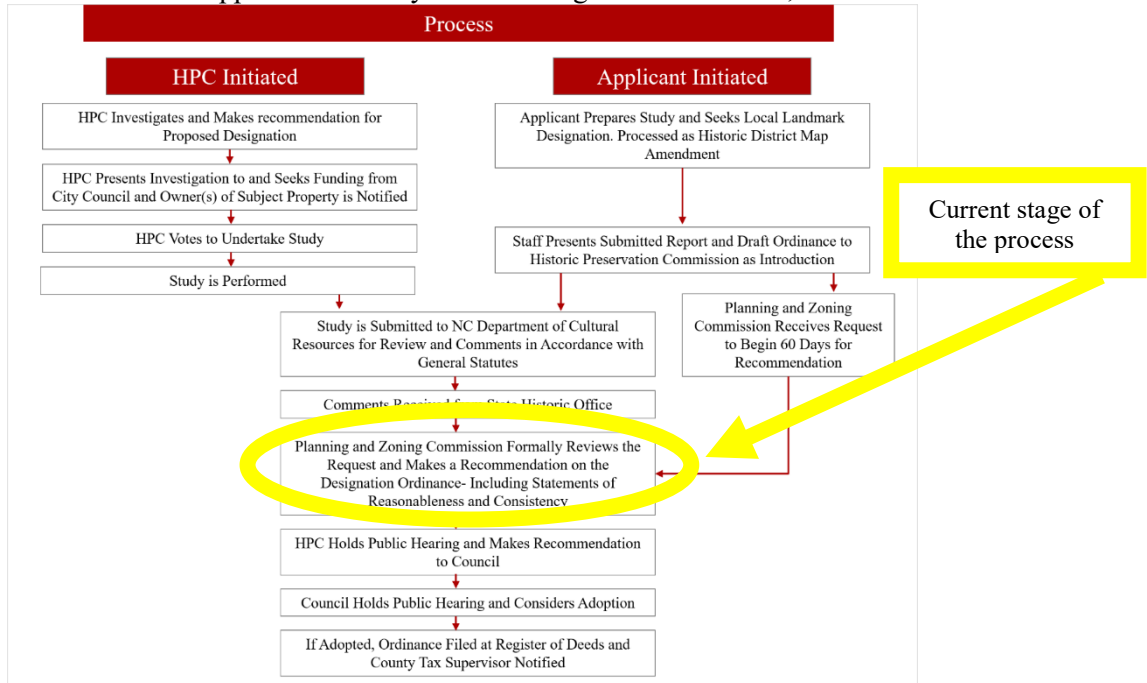 Process
HPC Initiated
Applicant Initiated
HPC Investigates and Makes recommendation for
Proposed Designation
Applicant Prepares Study and Seeks Local Landmark
Designation. Processed as Historic District Map
Amendment
HPC Presents Investigation to and Seeks Funding from
City Council and Owner(s) of Subject Property is Notified
Current stage of
the process
HPC Votes to Undertake Study
Staff Presents Submitted Report and Draft Ordinance to
Historic Preservation Commission as Introduction
Study is Performed
Study is Submitted to NC Department of Cultural
Resources for Review and Comments in Accordance with
General Statutes
Planning and Zoning
Commission Receives Request
to Begin 60 Days for
Recommendation
Comments Received from State Historic Office
Planning and Zoning Commission Formally Reviews the
Request and Makes a Recommendation on the
Designation Ordinance- Including Statements of
Reasonableness and Consistency
HPC Holds Public Hearing and Makes Recommendation
to Council
Council Holds Public Hearing and Considers Adoption
If Adopted, Ordinance Filed at Register of Deeds and
County Tax Supervisor Notified